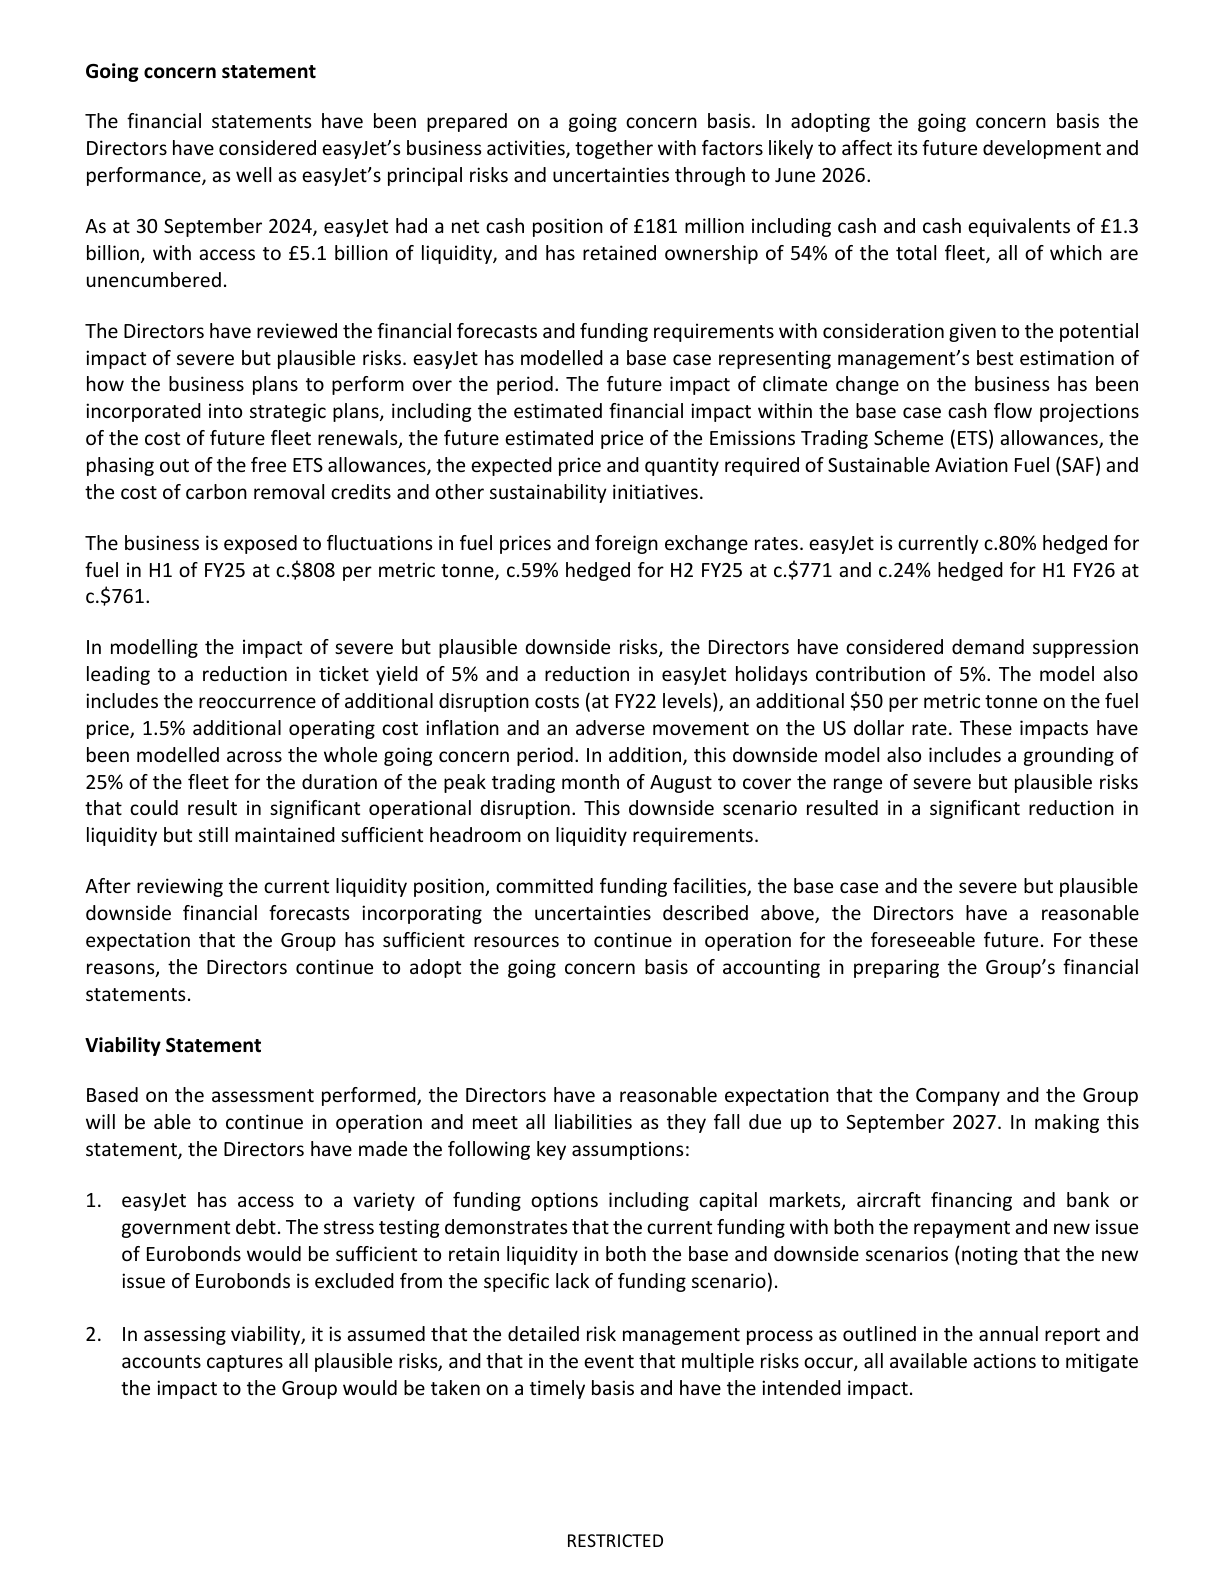 Going concern statement
The financial statements have been prepared on a going concern basis. In adopting the going concern basis the
Directors have considered easyJet’s business activities, together with factors likely to affect its future development and
performance, as well as easyJet’s principal risks and uncertainties through to June 2026.
As at 30 September 2024, easyJet had a net cash position of £181 million including cash and cash equivalents of £1.3
billion, with access to £5.1 billion of liquidity, and has retained ownership of 54% of the total fleet, all of which are
unencumbered.
The Directors have reviewed the financial forecasts and funding requirements with consideration given to the potential
impact of severe but plausible risks. easyJet has modelled a base case representing management’s best estimation of
how the business plans to perform over the period. The future impact of climate change on the business has been
incorporated into strategic plans, including the estimated financial impact within the base case cash flow projections
of the cost of future fleet renewals, the future estimated price of the Emissions Trading Scheme (ETS) allowances, the
phasing out of the free ETS allowances, the expected price and quantity required of Sustainable Aviation Fuel (SAF) and
the cost of carbon removal credits and other sustainability initiatives.
The business is exposed to fluctuations in fuel prices and foreign exchange rates. easyJet is currently c.80% hedged for
fuel in H1 of FY25 at c.$808 per metric tonne, c.59% hedged for H2 FY25 at c.$771 and c.24% hedged for H1 FY26 at
c.$761.
In modelling the impact of severe but plausible downside risks, the Directors have considered demand suppression
leading to a reduction in ticket yield of 5% and a reduction in easyJet holidays contribution of 5%. The model also
includes the reoccurrence of additional disruption costs (at FY22 levels), an additional $50 per metric tonne on the fuel
price, 1.5% additional operating cost inflation and an adverse movement on the US dollar rate. These impacts have
been modelled across the whole going concern period. In addition, this downside model also includes a grounding of
25% of the fleet for the duration of the peak trading month of August to cover the range of severe but plausible risks
that could result in significant operational disruption. This downside scenario resulted in a significant reduction in
liquidity but still maintained sufficient headroom on liquidity requirements.
After reviewing the current liquidity position, committed funding facilities, the base case and the severe but plausible
downside financial forecasts incorporating the uncertainties described above, the Directors have a reasonable
expectation that the Group has sufficient resources to continue in operation for the foreseeable future. For these
reasons, the Directors continue to adopt the going concern basis of accounting in preparing the Group’s financial
statements.
Viability Statement
Based on the assessment performed, the Directors have a reasonable expectation that the Company and the Group
will be able to continue in operation and meet all liabilities as they fall due up to September 2027. In making this
statement, the Directors have made the following key assumptions:
1. easyJet has access to a variety of funding options including capital markets, aircraft financing and bank or
government debt. The stress testing demonstrates that the current funding with both the repayment and new issue
of Eurobonds would be sufficient to retain liquidity in both the base and downside scenarios (noting that the new
issue of Eurobonds is excluded from the specific lack of funding scenario).
2. In assessing viability, it is assumed that the detailed risk management process as outlined in the annual report and
accounts captures all plausible risks, and that in the event that multiple risks occur, all available actions to mitigate
the impact to the Group would be taken on a timely basis and have the intended impact.
RESTRICTED